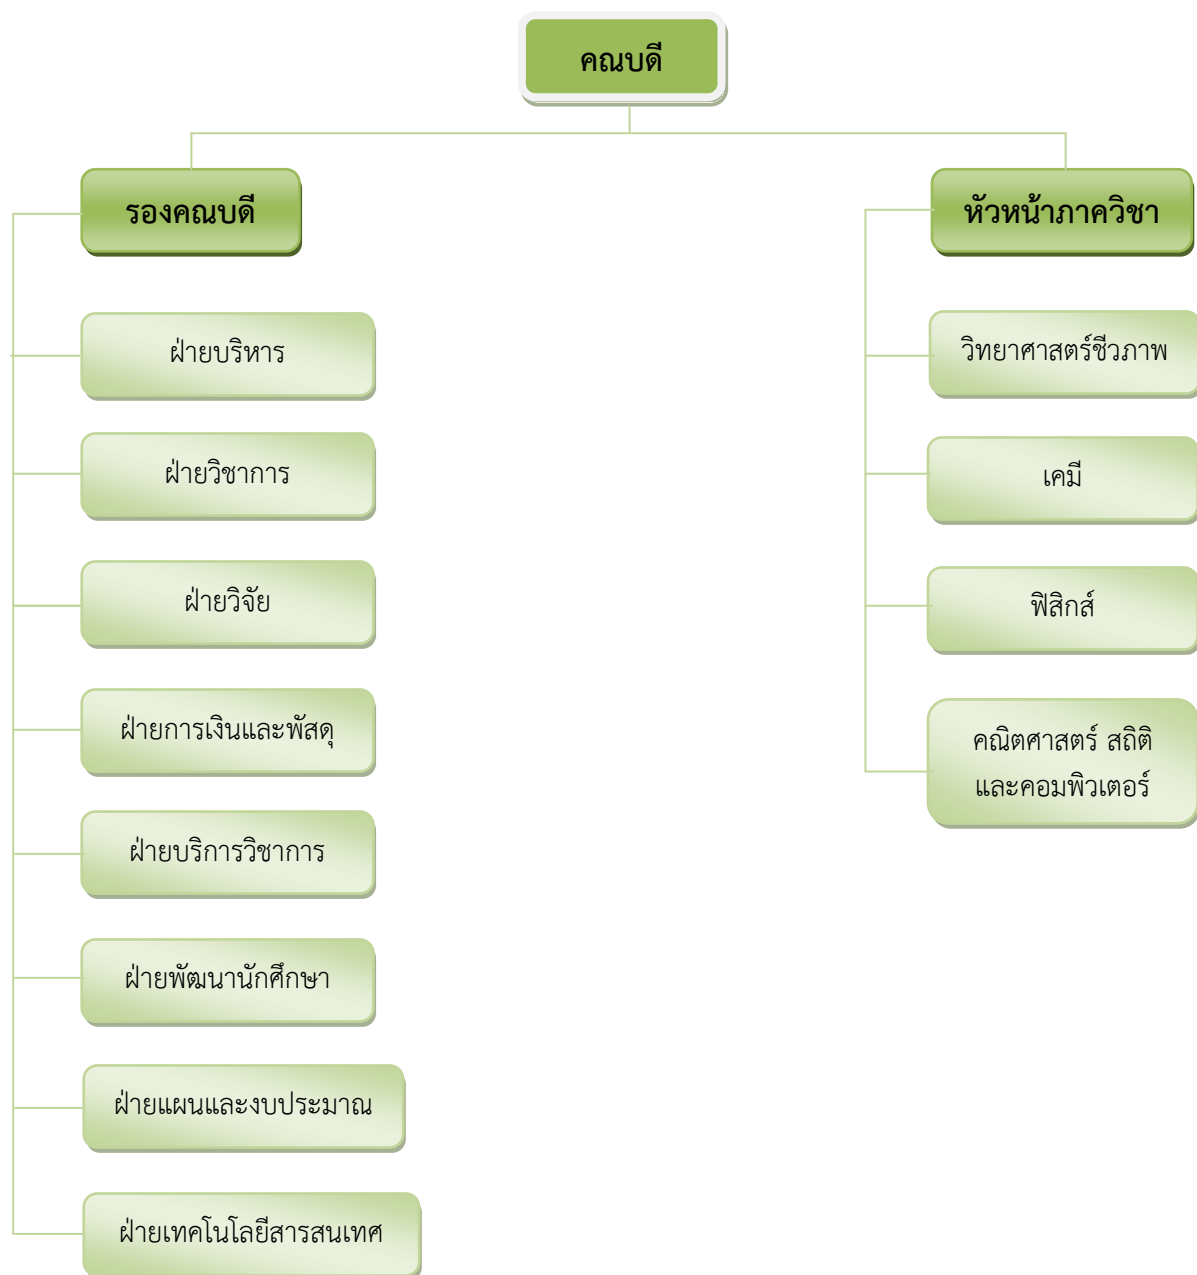 คณบดี
รองคณบดี
ฝ่ายบริหาร
ฝ่ายวิชาการ
ฝ่ายวิจัย
ฝ่ายการเงินและพัสดุ
ฝ่ายบริการวิชาการ
ฝ่ายพัฒนานักศึกษา
ฝ่ายแผนและงบประมาณ
ฝ่ายเทคโนโลยีสารสนเทศ
หัวหน้าภาควิชา
วิทยาศาสตร์ชีวภาพ
เคมี
ฟิสิกส์
คณิตศาสตร์ สถิติ
และคอมพิวเตอร์